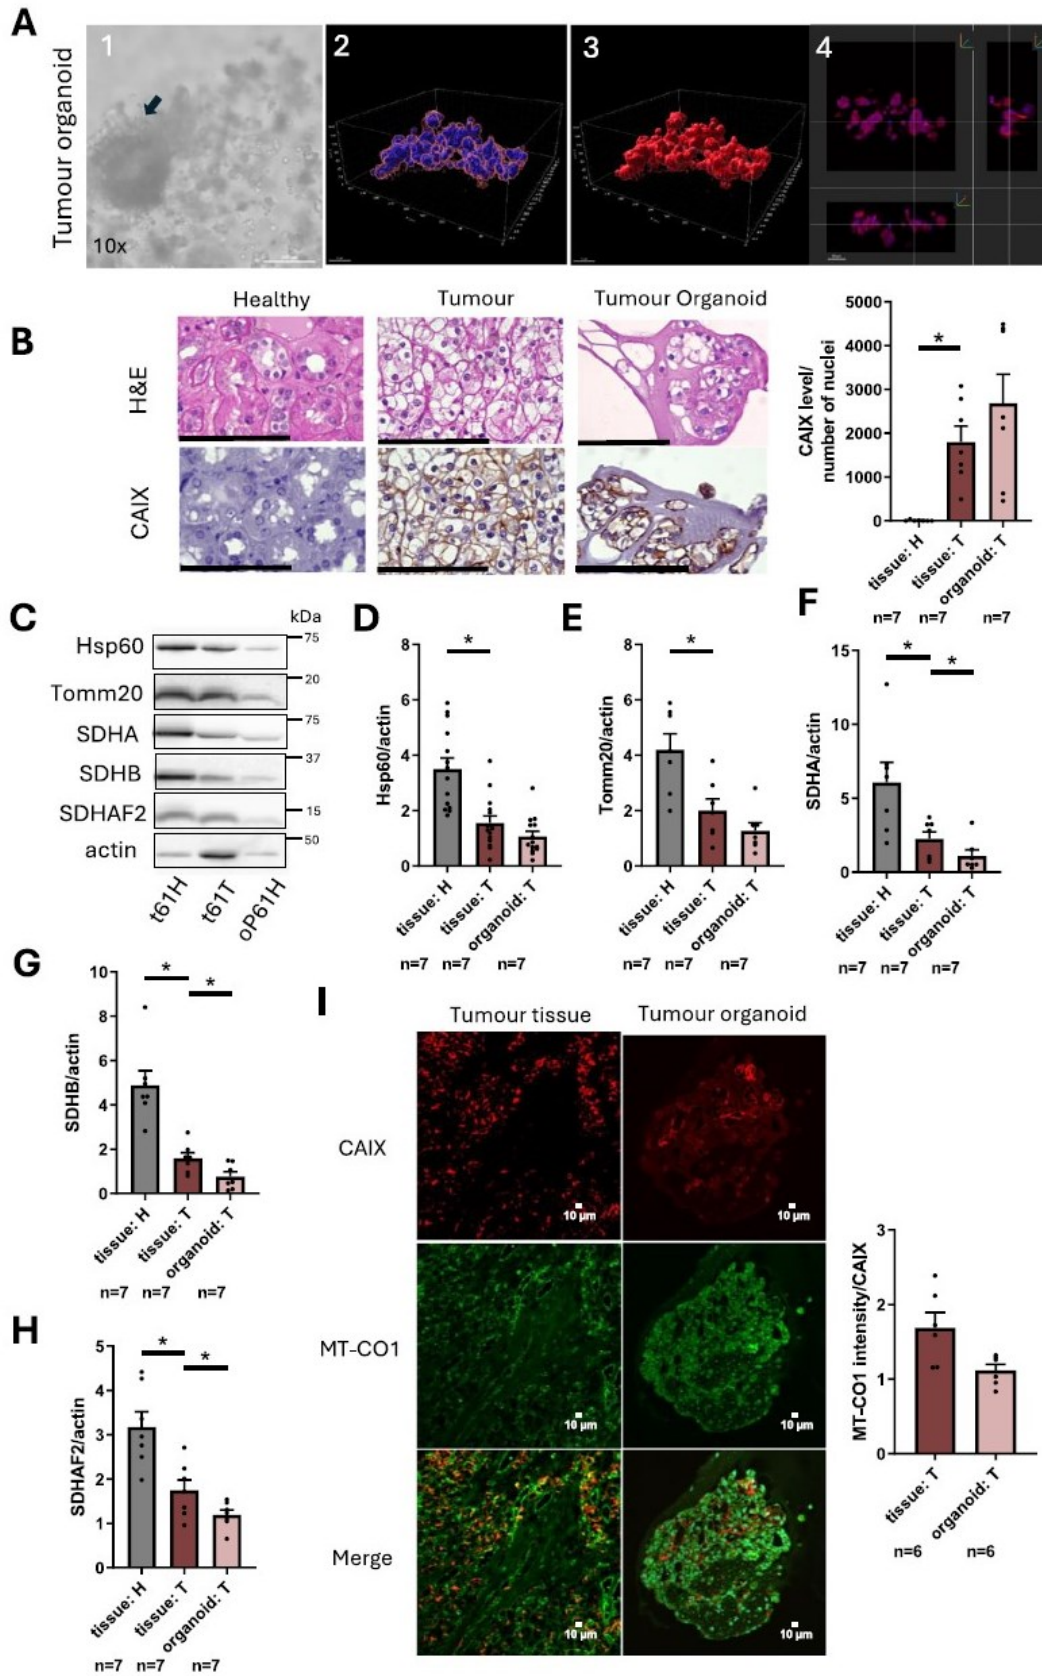 A
Tumour organoid
1
2
3
4
10x
B
Healthy
Tumour
Tumour Organoid
H&E
CAIX
CAIX level/
number of nuclei
5000
4000
3000
2000
1000
0
*
tissue: H
tissue: T
organoid: T
n=7
n=7
n=7
C
kDa
Hsp60
75
Tomm20
20
SDHA
75
SDHB
37
SDHAF2
15
actin
50
t61H
t61T
oP61H
D
Hsp60/actin
8
6
4
2
0
*
tissue: H
tissue: T
organoid: T
n=7
n=7
n=7
E
Tomm20/actin
8
6
4
2
0
*
tissue: H
tissue: T
organoid: T
n=7
n=7
n=7
F
SDHA/actin
15
10
5
0
*
*
tissue: H
tissue: T
organoid: T
n=7
n=7
n=7
G
SDHB/actin
10
8
6
4
2
0
*
*
tissue: H
tissue: T
organoid: T
n=7
n=7
n=7
H
SDHAF2/actin
5
4
3
2
1
0
*
*
tissue: H
tissue: T
organoid: T
n=7
n=7
n=7
I
Tumour tissue
Tumour organoid
CAIX
10 µm
10 µm
MT-CO1
10 µm
10 µm
Merge
10 µm
10 µm
MT-CO1 intensity/CAIX
3
2
1
0
tissue: T
organoid: T
n=6
n=6